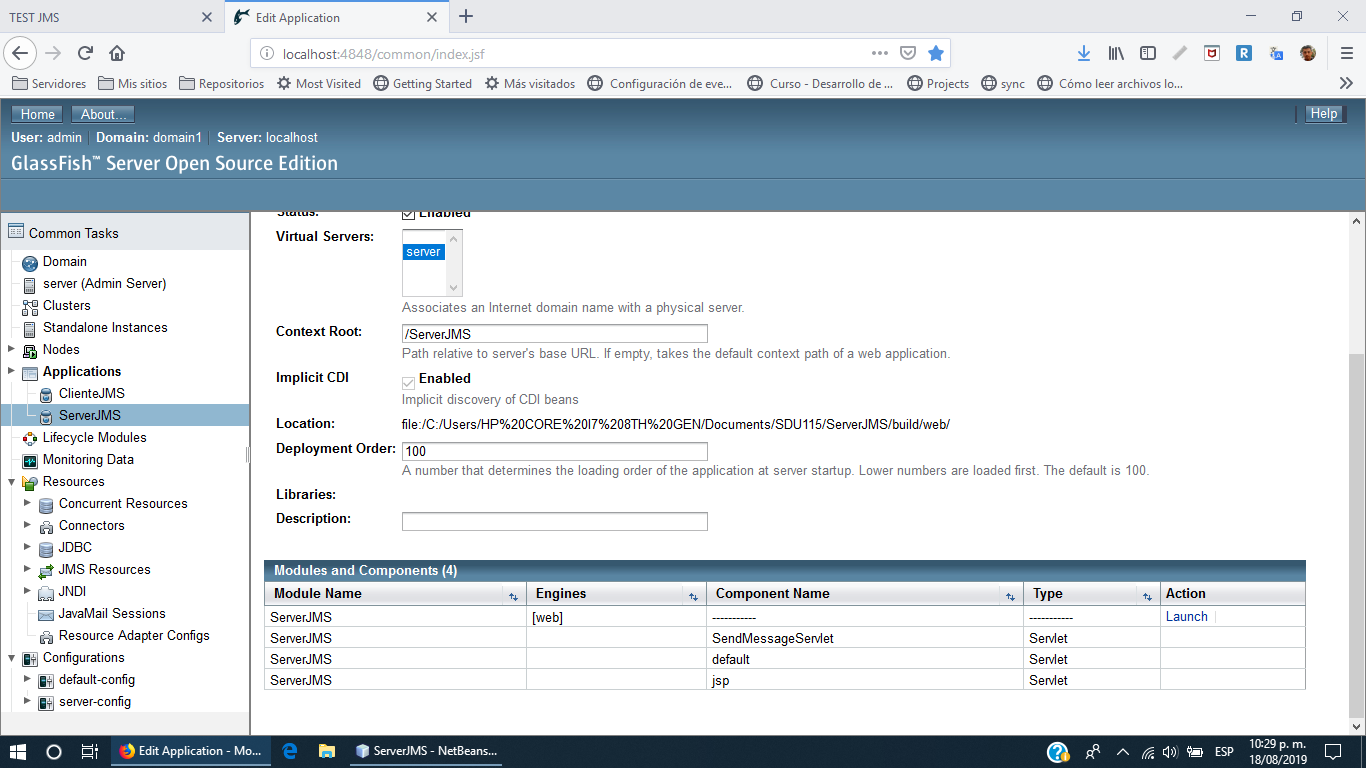 TEST JMS
Edit Application
localhost:4848/common/index.jsf
Servidores Mis sitios Repositorios Most Visited Getting Started Más visitados Configuración de eve... Curso - Desarrollo de ... Projects sync Cómo leer archivos lo...
Home About... Help
User: admin Domain: domain1 Server: localhost
GlassFish™ Server Open Source Edition
Common Tasks
Domain
server (Admin Server)
Clusters
Standalone Instances
Nodes
Applications
ClienteJMS
ServerJMS
Lifecycle Modules
Monitoring Data
Resources
Concurrent Resources
Connectors
JDBC
JMS Resources
JNDI
JavaMail Sessions
Resource Adapter Configs
Configurations
default-config
server-config
Status: Enabled
Virtual Servers:
server
Associates an Internet domain name with a physical server.
Context Root: /ServerJMS
Path relative to server's base URL. If empty, takes the default context path of a web application.
Implicit CDI Enabled
Implicit discovery of CDI beans
Location: file:/C:/Users/HP%20CORE%20I7%208TH%20GEN/Documents/SDU115/ServerJMS/build/web/
Deployment Order: 100
A number that determines the loading order of the application at server startup. Lower numbers are loaded first. The default is 100.
Libraries:
Description:
Modules and Components (4)
Module Name Engines Component Name Type Action
ServerJMS [web] ----------- ----------- Launch
ServerJMS SendMessageServlet Servlet
ServerJMS default Servlet
ServerJMS jsp Servlet
Edit Application - Mo... ServerJMS - NetBeans... ESP 10:29 p. m.
18/08/2019